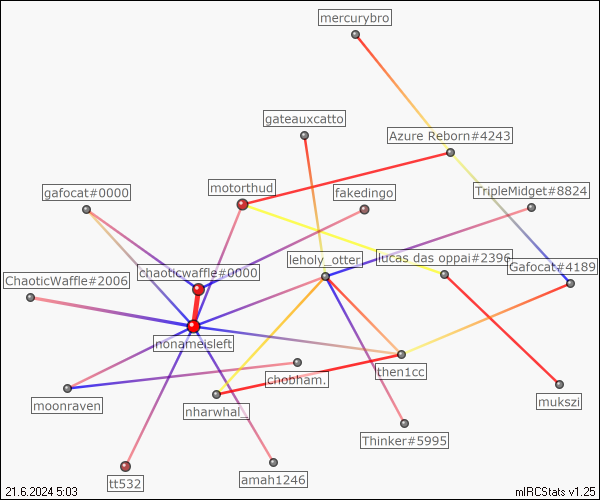 mercurybro
gateauxcatto
Azure Reborn#4243
gafocat#0000
motorthud
fakedingo
TripleMidget#8824
ChaoticWaffle#2006
chaoticwaffle#0000
leholy_otter
lucas das oppai#2396
Gafocat#4189
nonameisleft
chobham.
then1cc
moonraven
nharwhal_
mukszi
Thinker#5995
tt532
amah1246
21.6.2024 5:03
mIRCStats v1.25